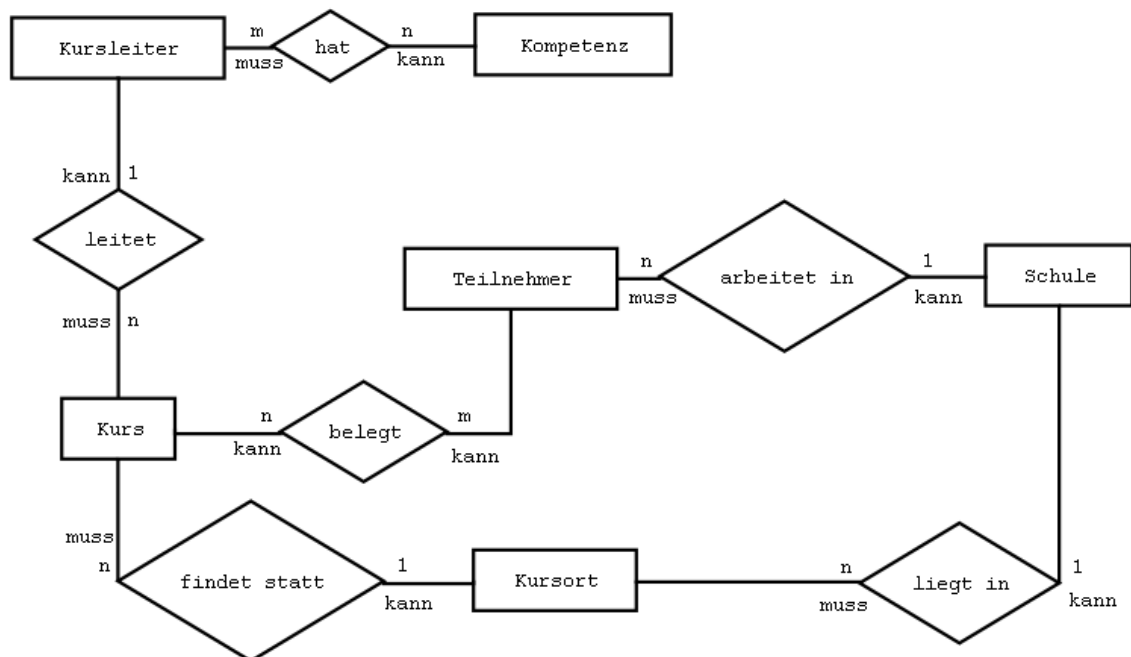 Kursleiter
m
muss
hat
n
kann
Kompetenz
kann
1
leitet
muss
n
Teilnehmer
n
muss
arbeitet in
1
kann
Schule
Kurs
n
kann
belegt
m
kann
muss
n
findet statt
1
kann
Kursort
n
muss
liegt in
1
kann